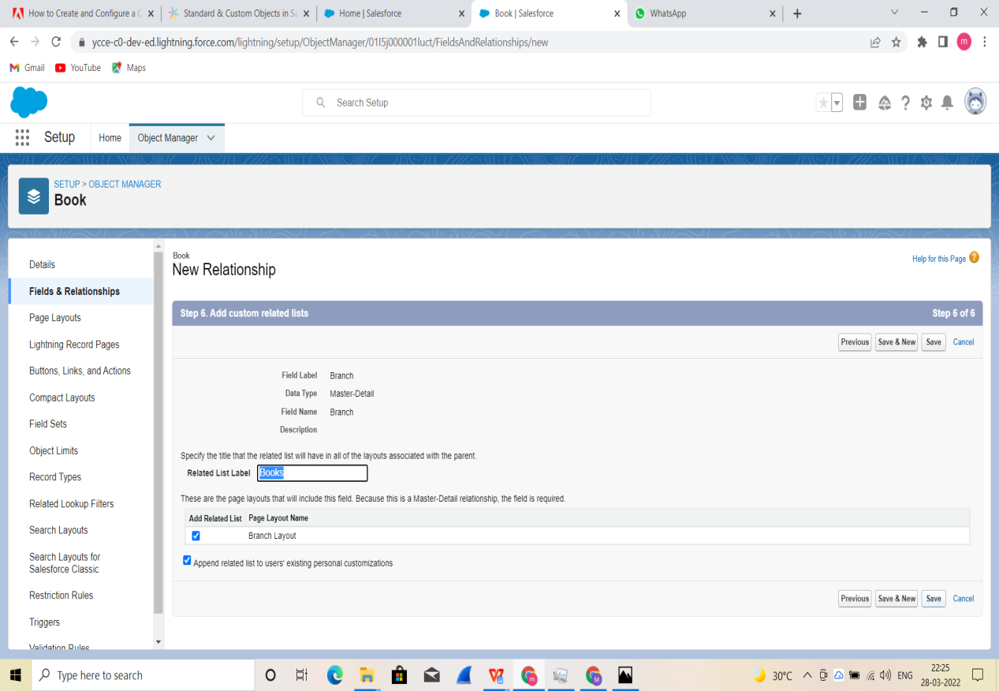 How to Create and Configure a C
Standard & Custom Objects in Sa
Home | Salesforce
Book | Salesforce
WhatsApp
ycce-c0-dev-ed.lightning.force.com/lightning/setup/ObjectManager/01I5j000001luct/FieldsAndRelationships/new
m
Gmail
YouTube
Maps
Search Setup
Setup
Home
Object Manager
SETUP > OBJECT MANAGER
Book
Details
Fields & Relationships
Page Layouts
Lightning Record Pages
Buttons, Links, and Actions
Compact Layouts
Field Sets
Object Limits
Record Types
Related Lookup Filters
Search Layouts
Search Layouts for
Salesforce Classic
Restriction Rules
Triggers
Validation Rules
Book
New Relationship
Help for this Page
Step 6. Add custom related lists
Step 6 of 6
Previous
Save & New
Save
Cancel
Field Label Branch
Data Type Master-Detail
Field Name Branch
Description
Specify the title that the related list will have in all of the layouts associated with the parent.
Related List Label Books
These are the page layouts that will include this field. Because this is a Master-Detail relationship, the field is required.
Add Related List Page Layout Name
Branch Layout
Append related list to users' existing personal customizations
Previous
Save & New
Save
Cancel
Type here to search
30°C
ENG
22:25
28-03-2022